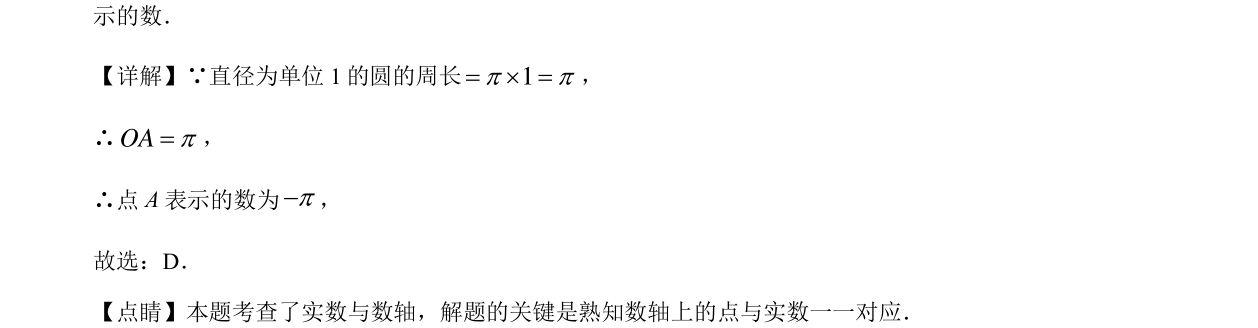 示的数．
【详解】∵直径为单位 1 的圆的周长 = π×1 = π，
∴OA = π，
∴点 A 表示的数为−π，
故选：D．
【点睛】本题考查了实数与数轴，解题的关键是熟知数轴上的点与实数一一对应．